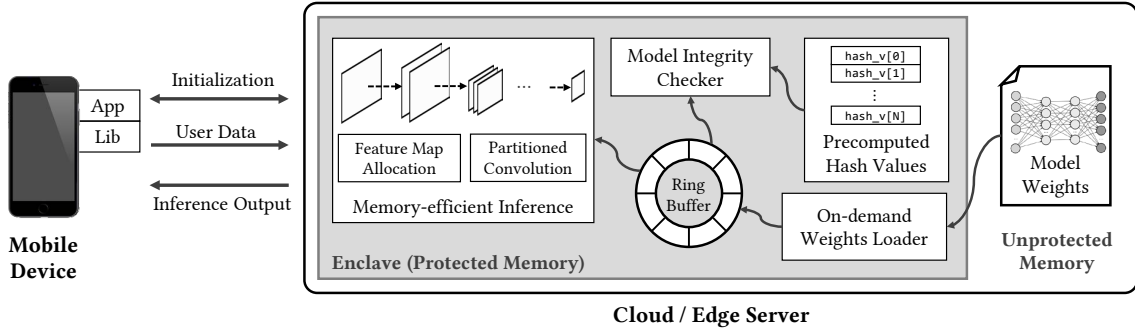 App
Lib
Mobile
Device
Initialization
User Data
Inference Output
Feature Map
Allocation
Partitioned
Convolution
Memory-efficient Inference
...
Model Integrity
Checker
hash_v[0]
hash_v[1]
⋮
hash_v[N]
Precomputed
Hash Values
Ring
Buffer
On-demand
Weights Loader
Enclave (Protected Memory)
Model
Weights
Unprotected
Memory
Cloud / Edge Server